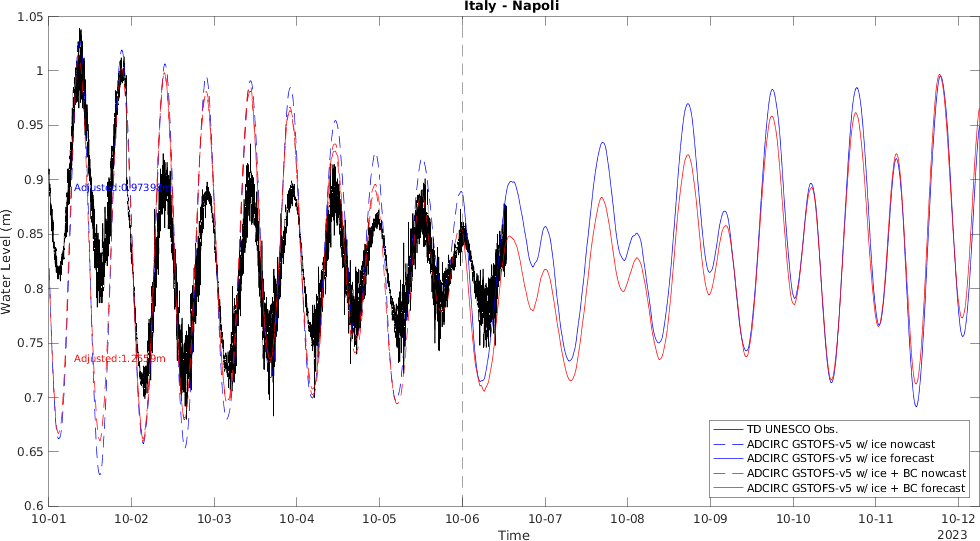 Italy - Napoli
1.05
1
0.95
0.9
0.85
0.8
0.75
0.7
0.65
0.6
Water Level (m)
Adjusted:1.2559m
10-01
10-02
10-03
10-04
10-05
10-06
10-07
10-08
10-09
10-10
10-11
10-12
Time
2023
TD UNESCO Obs.
ADCIRC GSTOFS-v5 w/ ice nowcast
ADCIRC GSTOFS-v5 w/ ice forecast
ADCIRC GSTOFS-v5 w/ ice + BC nowcast
ADCIRC GSTOFS-v5 w/ ice + BC forecast